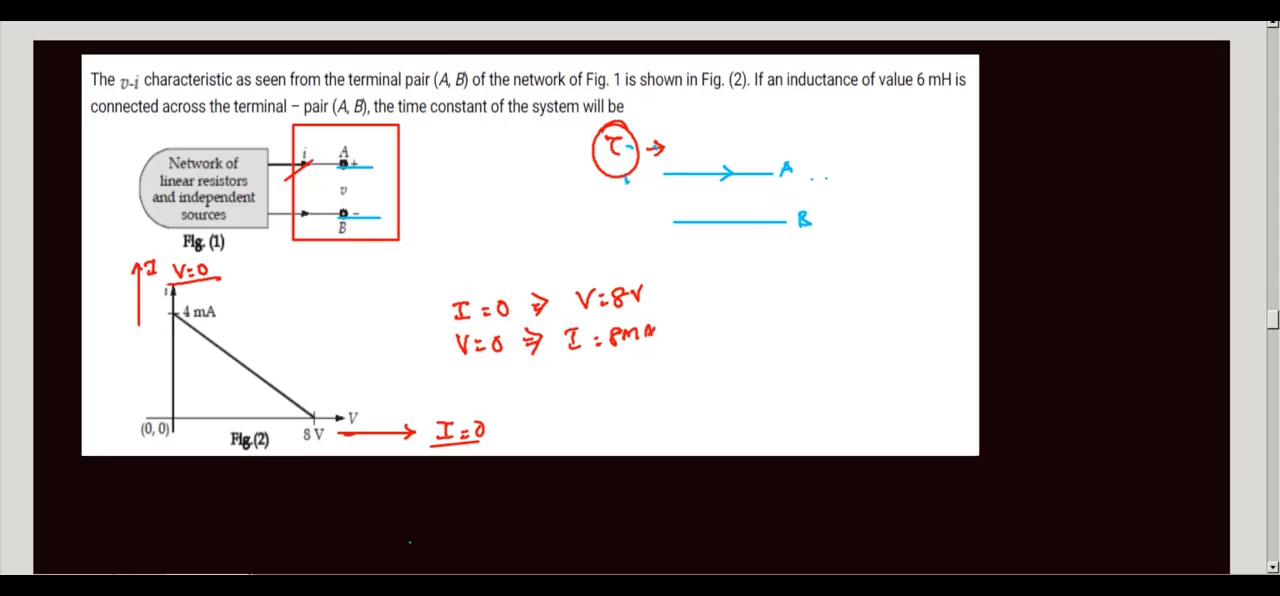 The v-i characteristic as seen from the terminal pair (A, B) of the network of Fig. 1 is shown in Fig. (2). If an inductance of value 6 mH is
connected across the terminal – pair (A, B), the time constant of the system will be
τ
i
A
+
Network of
linear resistors
and independent
sources
v
-
B
Fig. (1)
A
B
I
V=0
i
4 mA
I=0 ⇒ V=8V
V=0 ⇒ I=8mA
(0, 0)
Fig.(2)
8 V
V
I=0